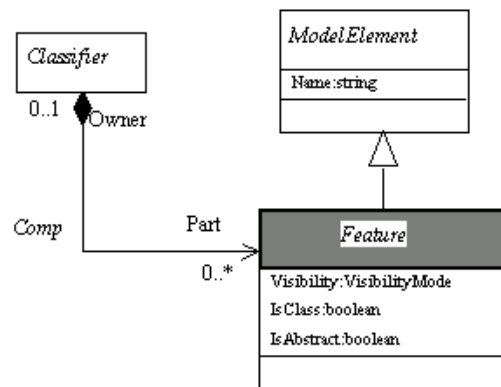 ModelElement
Name:string
Classifier
0..1
Owner
Comp
Part
0..*
Feature
Visibility:VisibilityMode
IsClass:boolean
IsAbstract:boolean